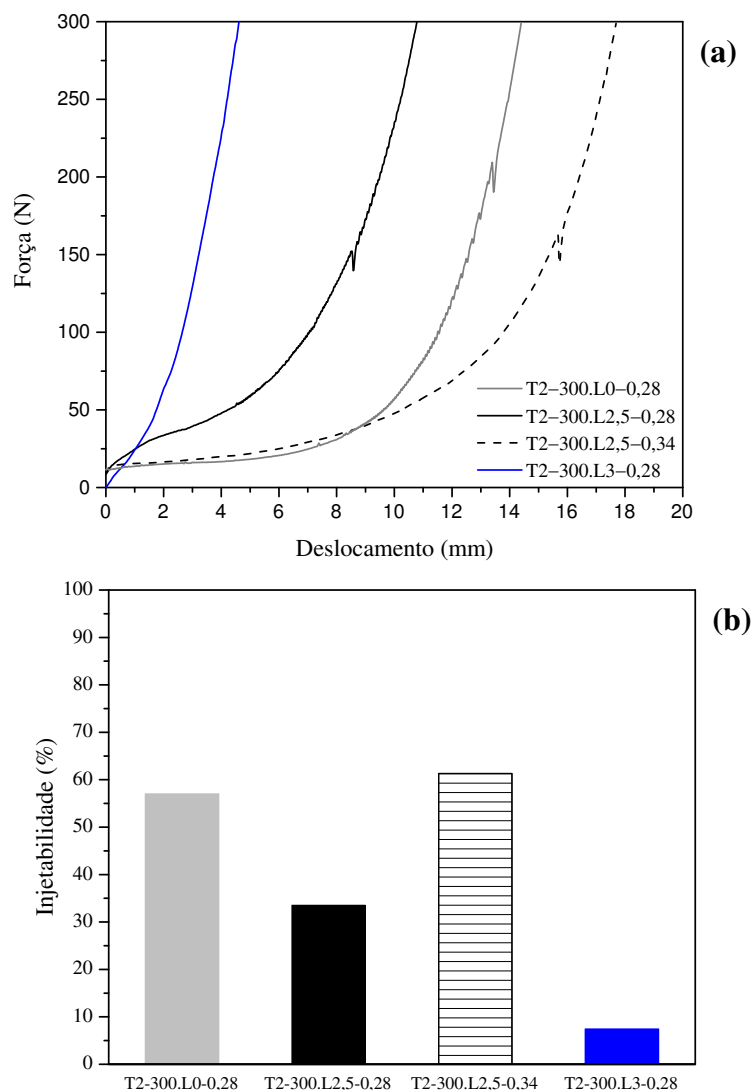 300
(a)
250
200
150
100
50
0
Força (N)
T2−300.L0−0,28
T2−300.L2,5−0,28
T2−300.L2,5−0,34
T2−300.L3−0,28
0 2 4 6 8 10 12 14 16 18 20
Deslocamento (mm)
100
(b)
90
80
70
60
50
40
30
20
10
0
Injetabilidade (%)
T2-300.L0-0,28 T2-300.L2,5-0,28 T2-300.L2,5-0,34 T2-300.L3-0,28